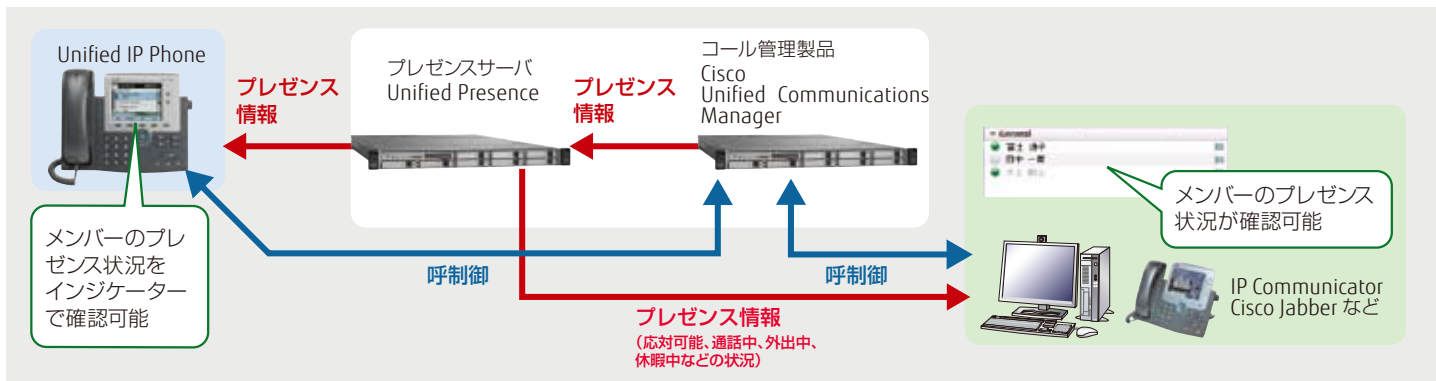 Unified IP Phone
プレゼンス
情報
プレゼンスサーバ
Unified Presence
プレゼンス
情報
コール管理製品
Cisco
Unified Communications
Manager
General
メンバーのプレゼンス
状況が確認可能
メンバーのプレ
ゼンス状況を
インジケーター
で確認可能
呼制御
呼制御
IP Communicator
Cisco Jabber など
プレゼンス情報
（応対可能、通話中、外出中、
休暇中などの状況）